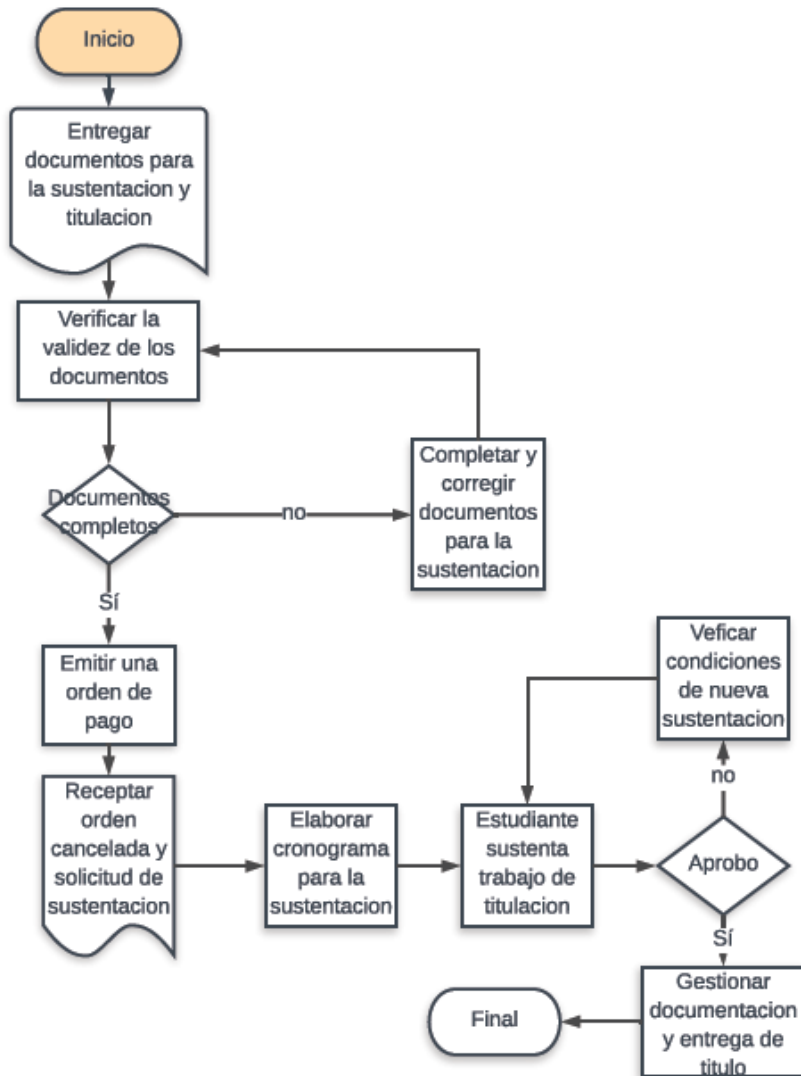 Inicio
Entregar
documentos para
la sustentacion y
titulacion
Verificar la
validez de los
documentos
Documentos
completos
no
Completar y
corregir
documentos
para la
sustentacion
Sí
Emitir una
orden de
pago
Receptar
orden
cancelada y
solicitud de
sustentacion
Elaborar
cronograma
para la
sustentacion
Estudiante
sustenta
trabajo de
titulacion
Aprobo
no
Veficar
condiciones
de nueva
sustentacion
Sí
Gestionar
documentacion
y entrega de
titulo
Final